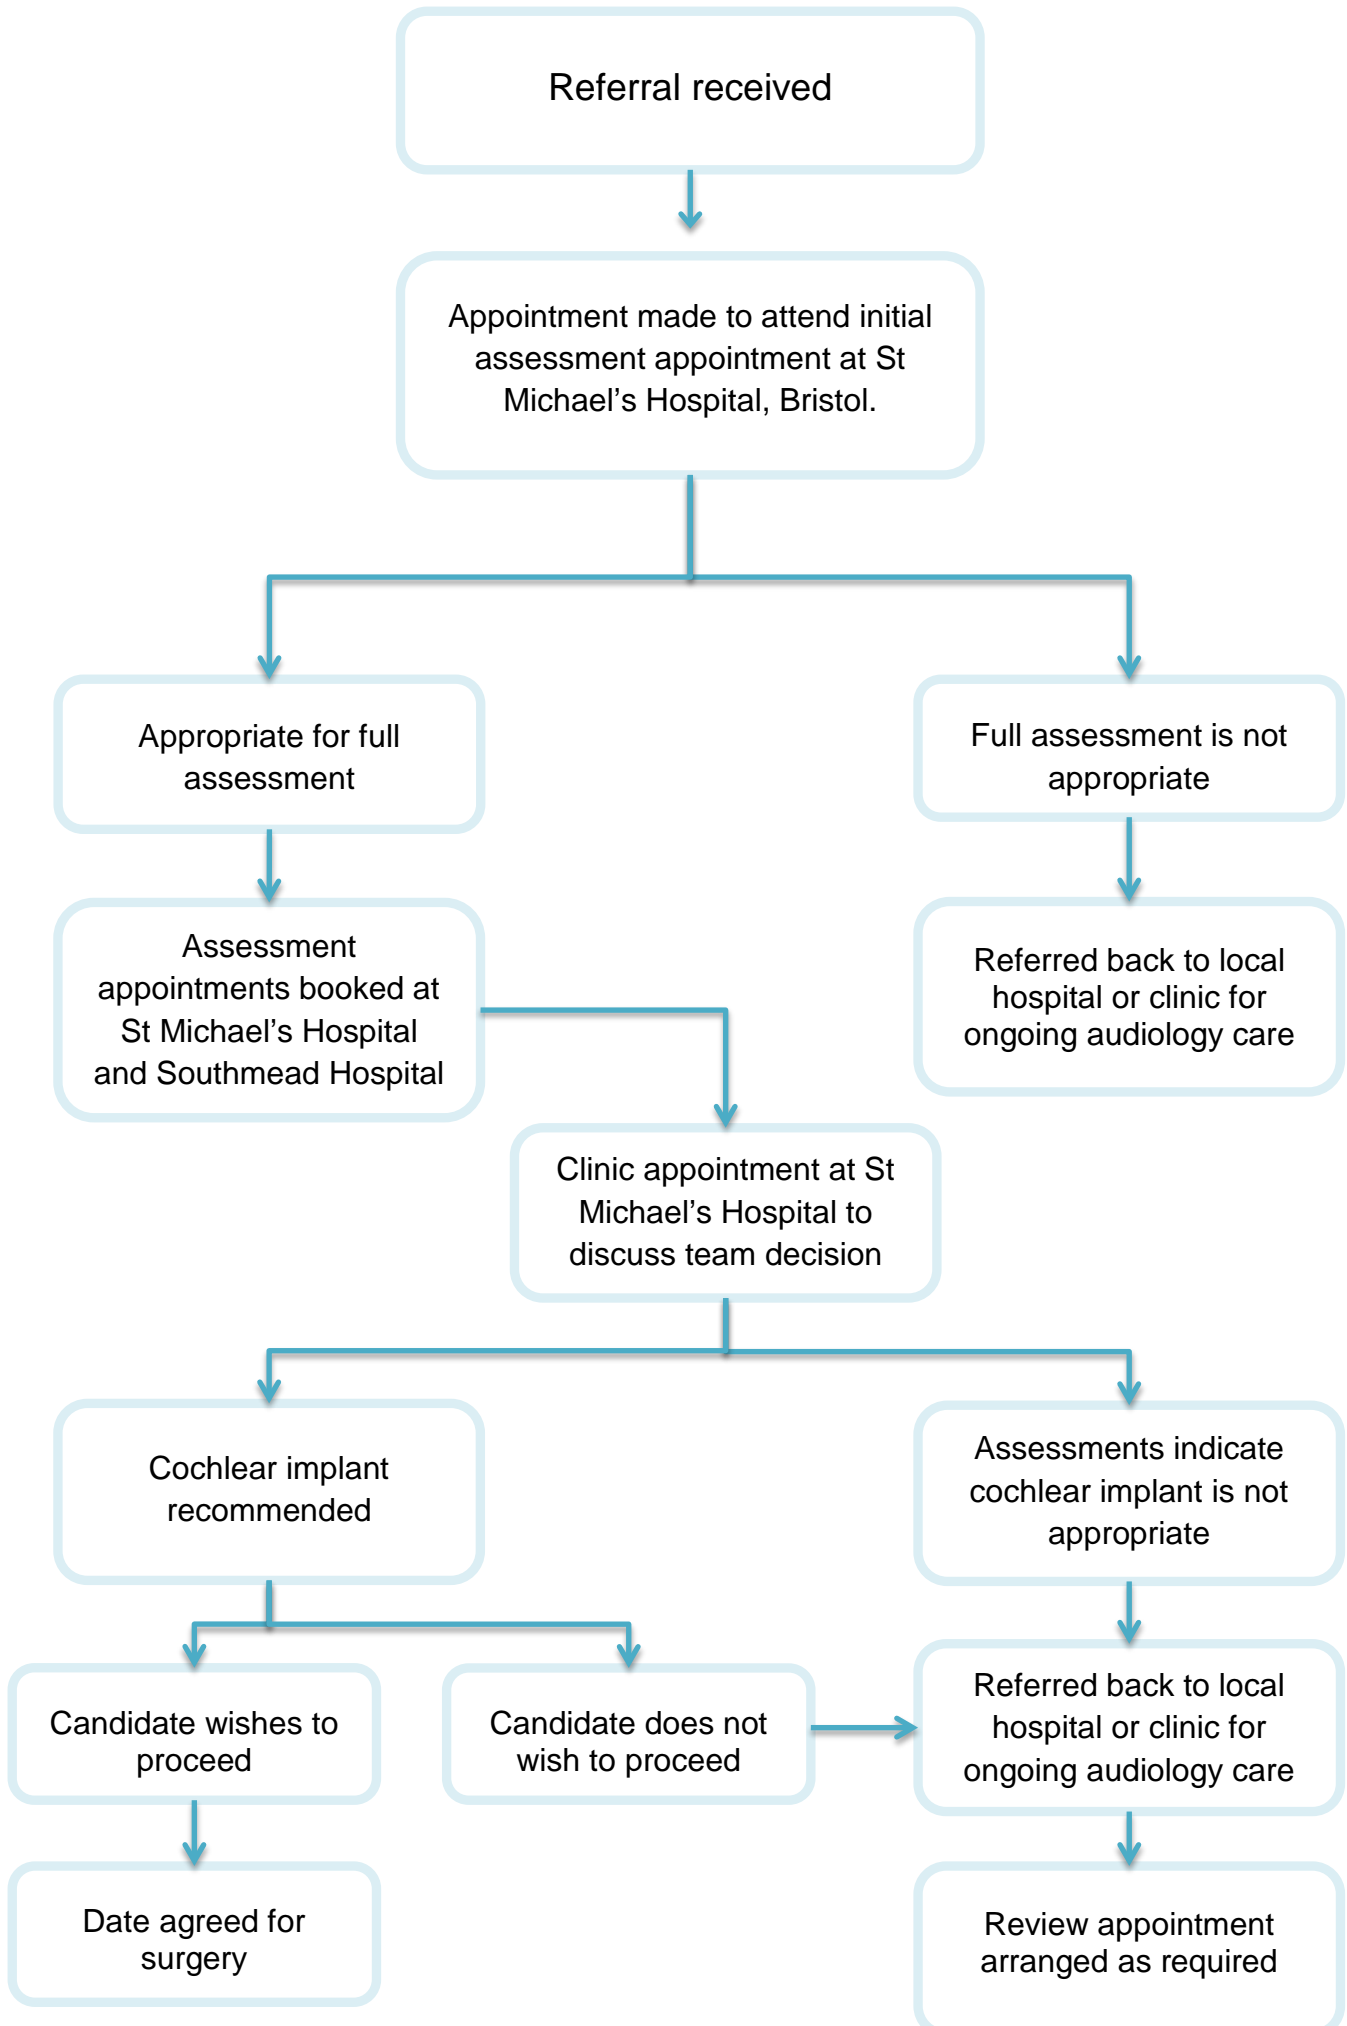 Referral received
Appointment made to attend initial
assessment appointment at St
Michael’s Hospital, Bristol.
Appropriate for full
assessment
Full assessment is not
appropriate
Assessment
appointments booked at
St Michael’s Hospital
and Southmead Hospital
Referred back to local
hospital or clinic for
ongoing audiology care
Clinic appointment at St
Michael’s Hospital to
discuss team decision
Cochlear implant
recommended
Assessments indicate
cochlear implant is not
appropriate
Candidate wishes to
proceed
Candidate does not
wish to proceed
Referred back to local
hospital or clinic for
ongoing audiology care
Date agreed for
surgery
Review appointment
arranged as required